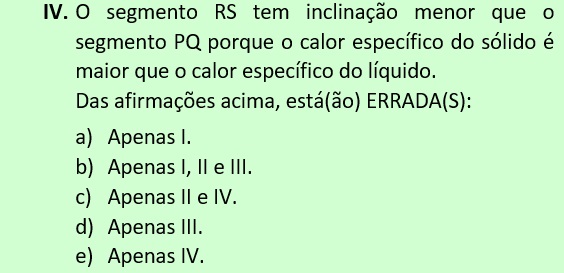 IV. O segmento RS tem inclinação menor que o
segmento PQ porque o calor específico do sólido é
maior que o calor específico do líquido.
Das afirmações acima, está(ão) ERRADA(S):
a) Apenas I.
b) Apenas I, II e III.
c) Apenas II e IV.
d) Apenas III.
e) Apenas IV.